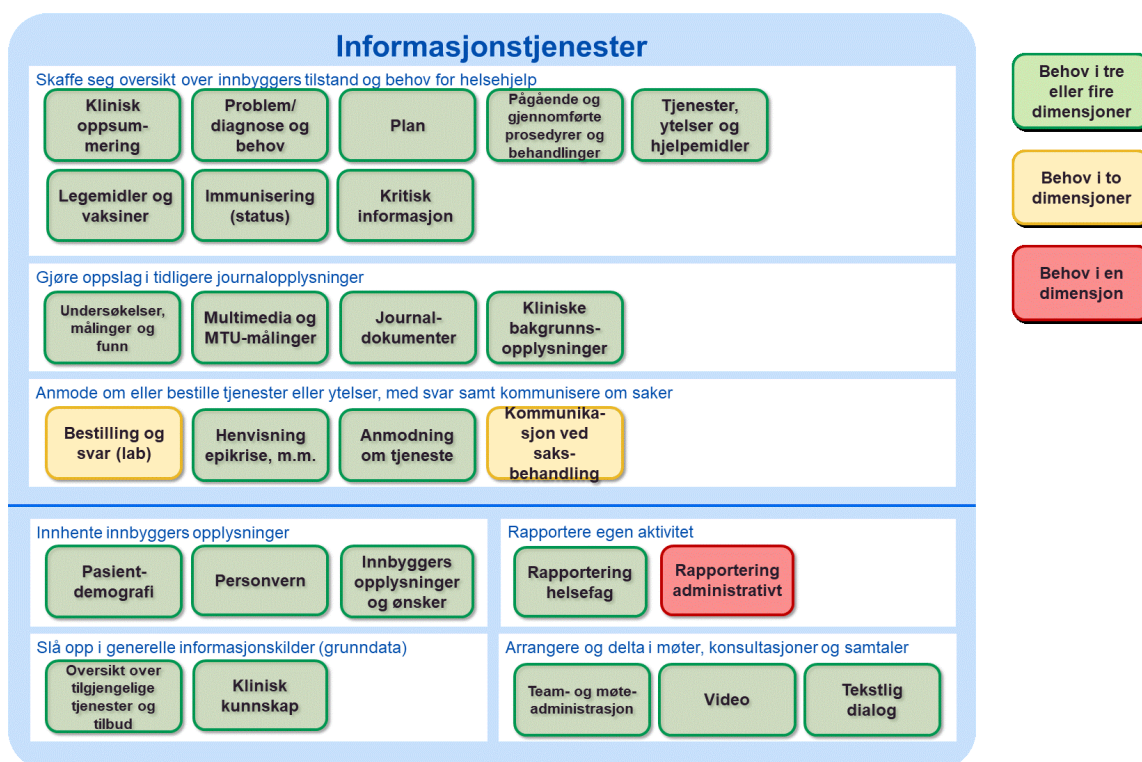 Informasjonstjenester
Skaffe seg oversikt over innbyggers tilstand og behov for helsehjelp
Klinisk
oppsum-
mering
Problem/
diagnose og
behov
Plan
Pågående og
gjennomførte
prosedyrer og
behandlinger
Tjenester,
ytelser og
hjelpemidler
Legemidler og
vaksiner
Immunisering
(status)
Kritisk
informasjon
Gjøre oppslag i tidligere journalopplysninger
Undersøkelser,
målinger og
funn
Multimedia og
MTU-målinger
Journal-
dokumenter
Kliniske
bakgrunns-
opplysninger
Anmode om eller bestille tjenester eller ytelser, med svar samt kommunisere om saker
Bestilling og
svar (lab)
Henvisning
epikrise, m.m.
Anmodning
om tjeneste
Kommunika-
sjon ved
saks-
behandling
Innhente innbyggers opplysninger
Pasient-
demografi
Personvern
Innbyggers
opplysninger
og ønsker
Rapportere egen aktivitet
Rapportering
helsefag
Rapportering
administrativt
Slå opp i generelle informasjonskilder (grunndata)
Oversikt over
tilgjengelige
tjenester og
tilbud
Klinisk
kunnskap
Arrangere og delta i møter, konsultasjoner og samtaler
Team- og møte-
administrasjon
Video
Tekstlig
dialog
Behov i tre
eller fire
dimensjoner
Behov i to
dimensjoner
Behov i en
dimensjon